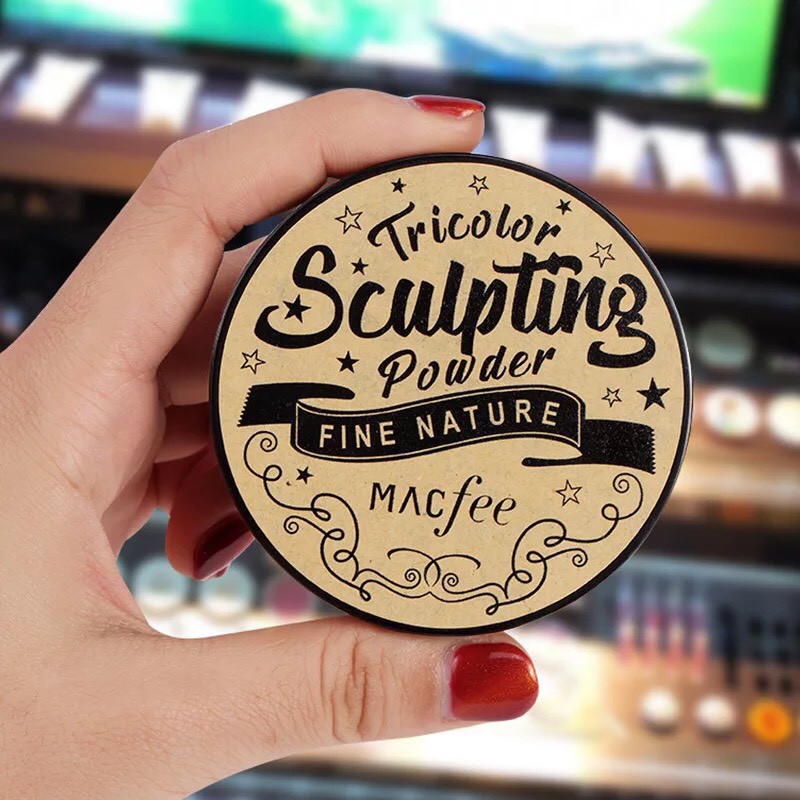 Tricolor
Sculpting
Powder
FINE NATURE
MACfee